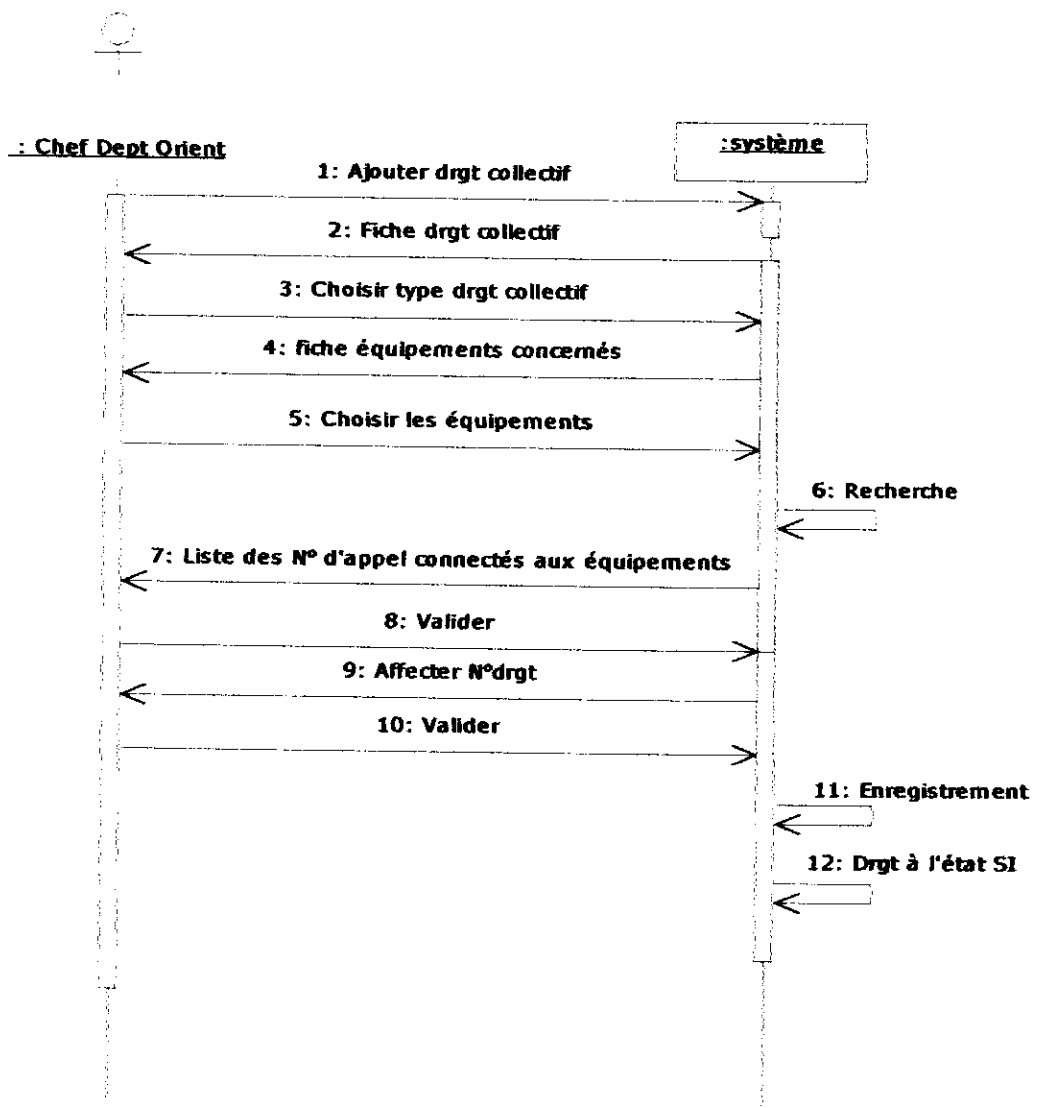 : Chef Dept Orient
:système
1: Ajouter drgt collectif
2: Fiche drgt collectif
3: Choisir type drgt collectif
4: fiche équipements concernés
5: Choisir les équipements
6: Recherche
7: Liste des Nº d'appel connectés aux équipements
8: Valider
9: Affecter Nºdrgt
10: Valider
11: Enregistrement
12: Drgt à l'état SI